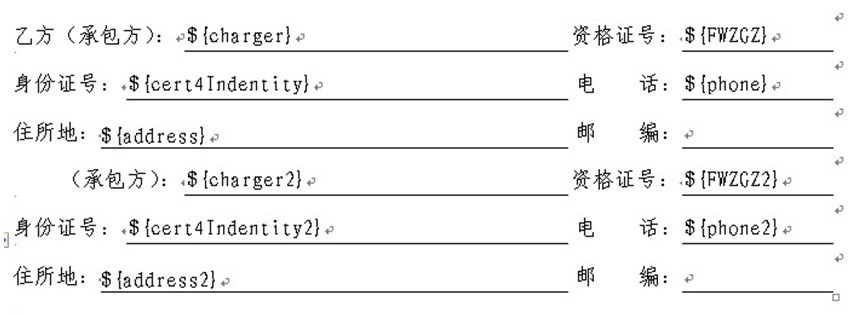 乙方（承包方）： ${charger} 资格证号： ${FWZGZ}
身份证号： ${cert4Indentity} 电 话： ${phone}
住所地： ${address} 邮 编：
（承包方）： ${charger2} 资格证号： ${FWZGZ2}
身份证号： ${cert4Indentity2} 电 话： ${phone2}
住所地： ${address2} 邮 编：